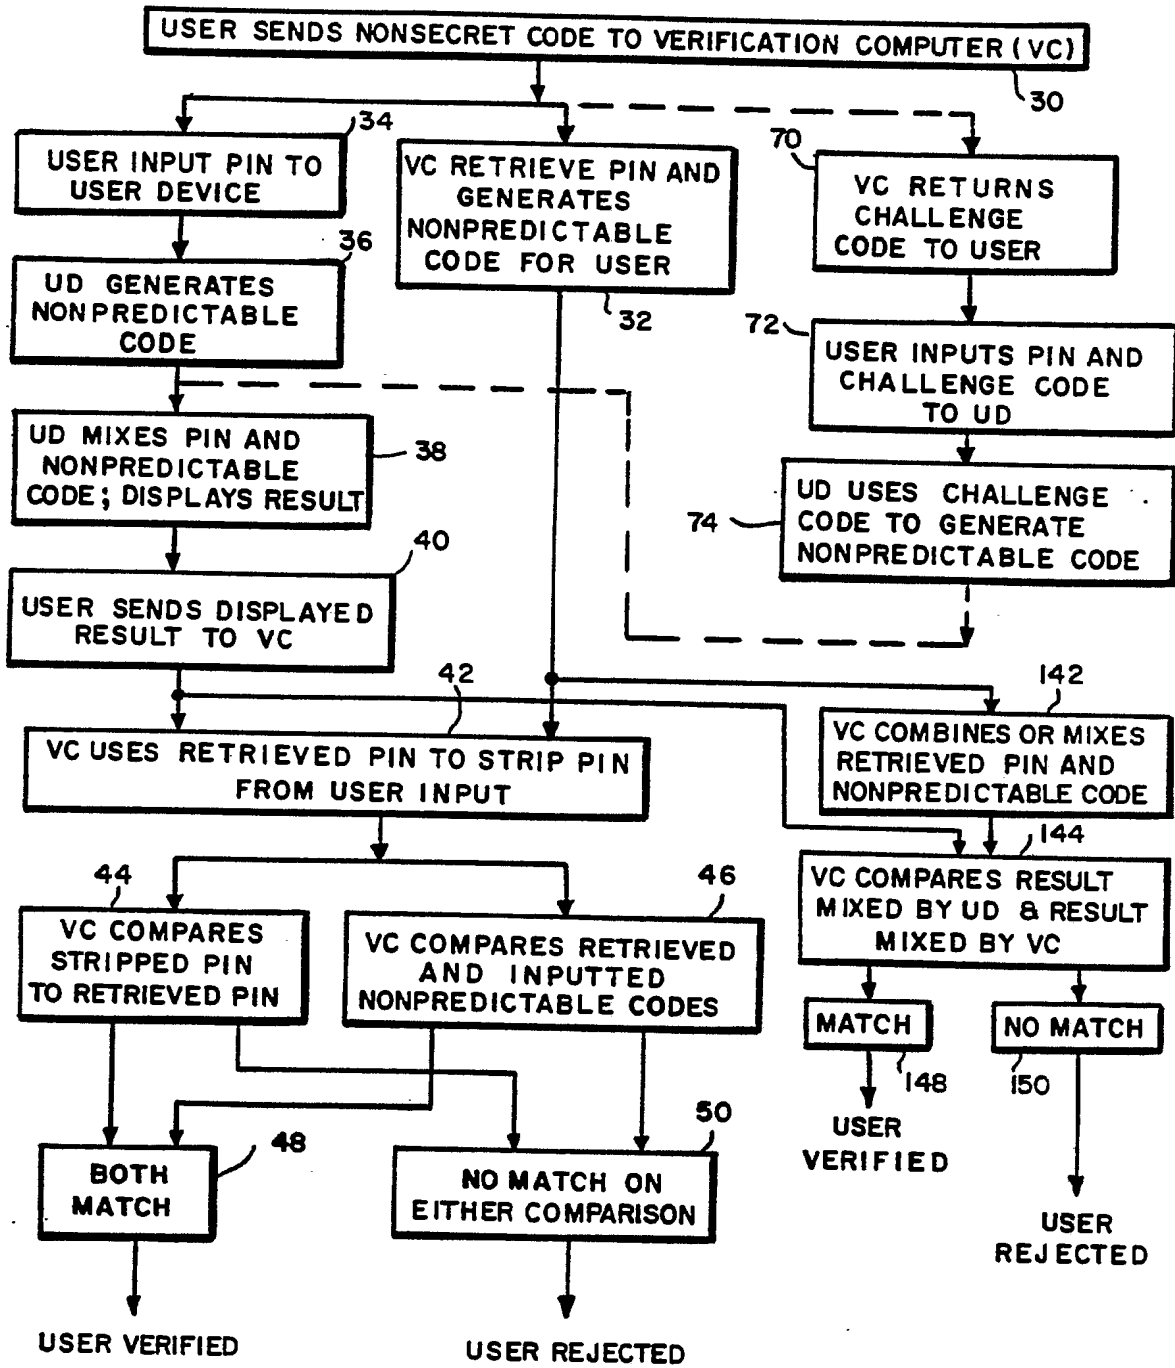 USER SENDS NONSECRET CODE TO VERIFICATION COMPUTER (VC)
30
34
USER INPUT PIN TO
USER DEVICE
VC RETRIEVE PIN AND
GENERATES
NONPREDICTABLE
CODE FOR USER
32
70
VC RETURNS
CHALLENGE
CODE TO USER
36
UD GENERATES
NONPREDICTABLE
CODE
72
USER INPUTS PIN AND
CHALLENGE CODE
TO UD
UD MIXES PIN AND
NONPREDICTABLE
CODE; DISPLAYS RESULT
38
74
UD USES CHALLENGE
CODE TO GENERATE
NONPREDICTABLE CODE
40
USER SENDS DISPLAYED
RESULT TO VC
42
VC USES RETRIEVED PIN TO STRIP PIN
FROM USER INPUT
142
VC COMBINES OR MIXES
RETRIEVED PIN AND
NONPREDICTABLE CODE
144
VC COMPARES RESULT
MIXED BY UD & RESULT
MIXED BY VC
44
VC COMPARES
STRIPPED PIN
TO RETRIEVED PIN
46
VC COMPARES RETRIEVED
AND INPUTTED
NONPREDICTABLE CODES
MATCH
148
NO MATCH
150
USER
VERIFIED
USER
REJECTED
48
BOTH
MATCH
50
NO MATCH ON
EITHER COMPARISON
USER VERIFIED
USER REJECTED